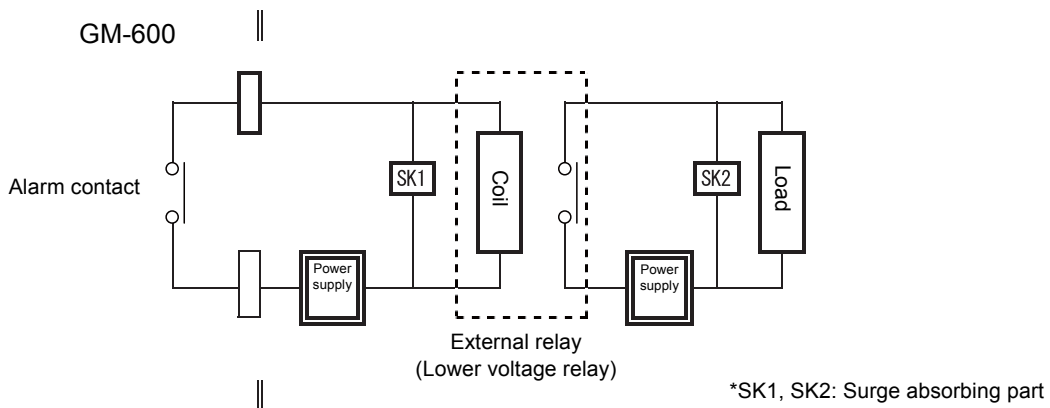 GM-600
Alarm contact
SK1
Coil
SK2
Load
Power
supply
Power
supply
External relay
(Lower voltage relay)
*SK1, SK2: Surge absorbing part